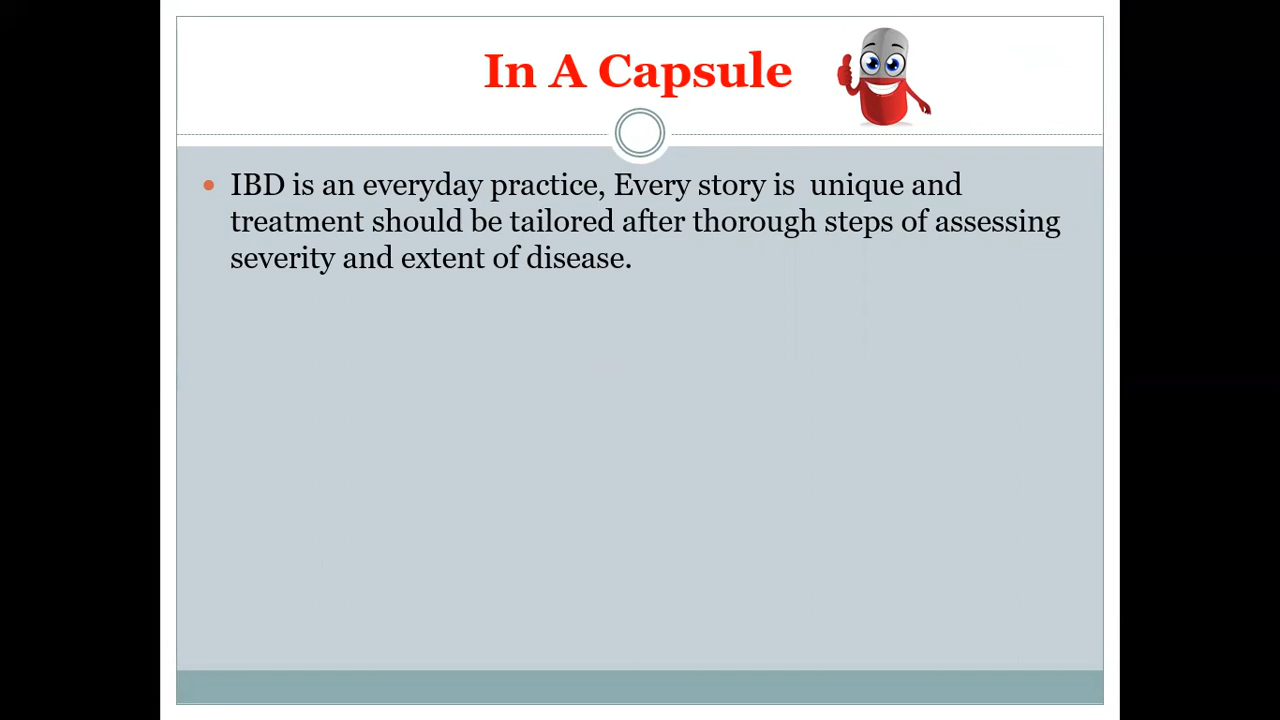 In A Capsule
IBD is an everyday practice, Every story is  unique and
treatment should be tailored after thorough steps of assessing
severity and extent of disease.